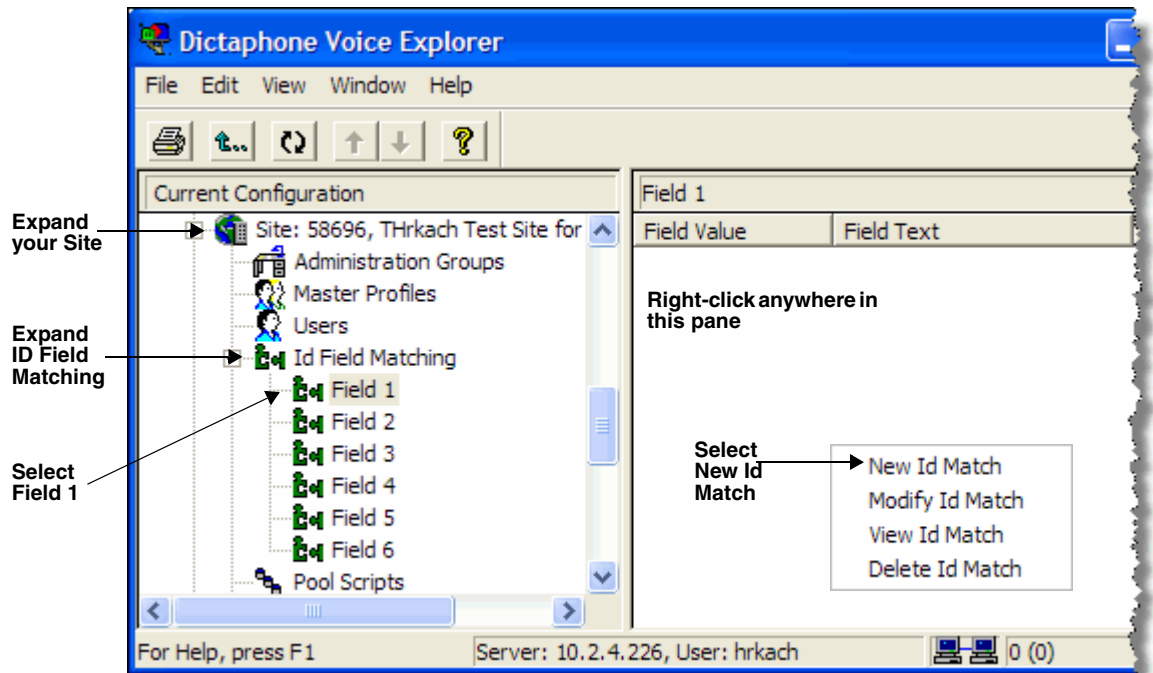 Dictaphone Voice Explorer
File Edit View Window Help
Current Configuration
Field 1
Expand
your Site
Site: 58696, THrkach Test Site for
Field Value Field Text
Administration Groups
Master Profiles
Users
Right-click anywhere in
this pane
Expand
ID Field
Matching
Id Field Matching
Field 1
Field 2
Field 3
Select
Field 1
Field 4
Field 5
Field 6
Pool Scripts
Select
New Id
Match
New Id Match
Modify Id Match
View Id Match
Delete Id Match
For Help, press F1
Server: 10.2.4.226, User: hrkach
0 (0)